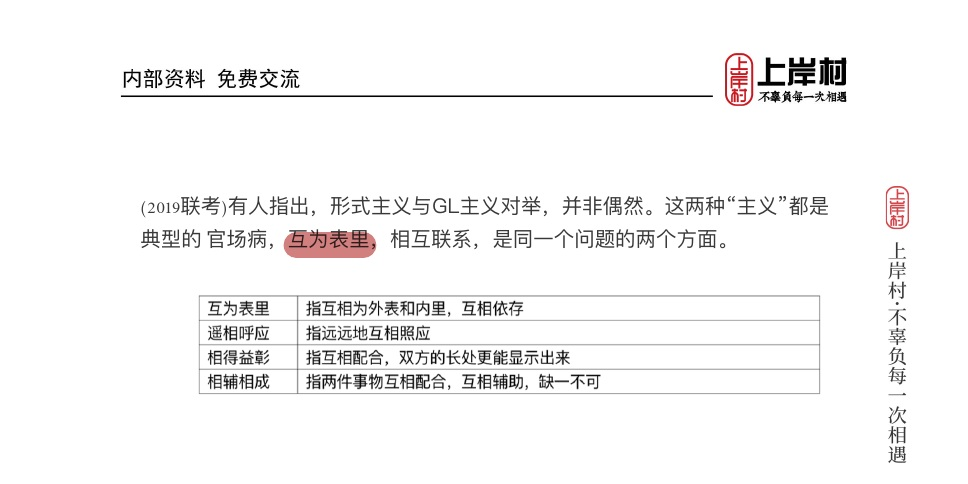 内部资料 免费交流
上岸村
上岸村
不辜负每一次相遇
(2019联考)有人指出，形式主义与GL主义对举，并非偶然。这两种“主义”都是
典型的 官场病，互为表里，相互联系，是同一个问题的两个方面。
互为表里 指互相为外表和内里，互相依存
遥相呼应 指远远地互相照应
相得益彰 指互相配合，双方的长处更能显示出来
相辅相成 指两件事物互相配合，互相辅助，缺一不可
上岸村
上岸村·不辜负每一次相遇